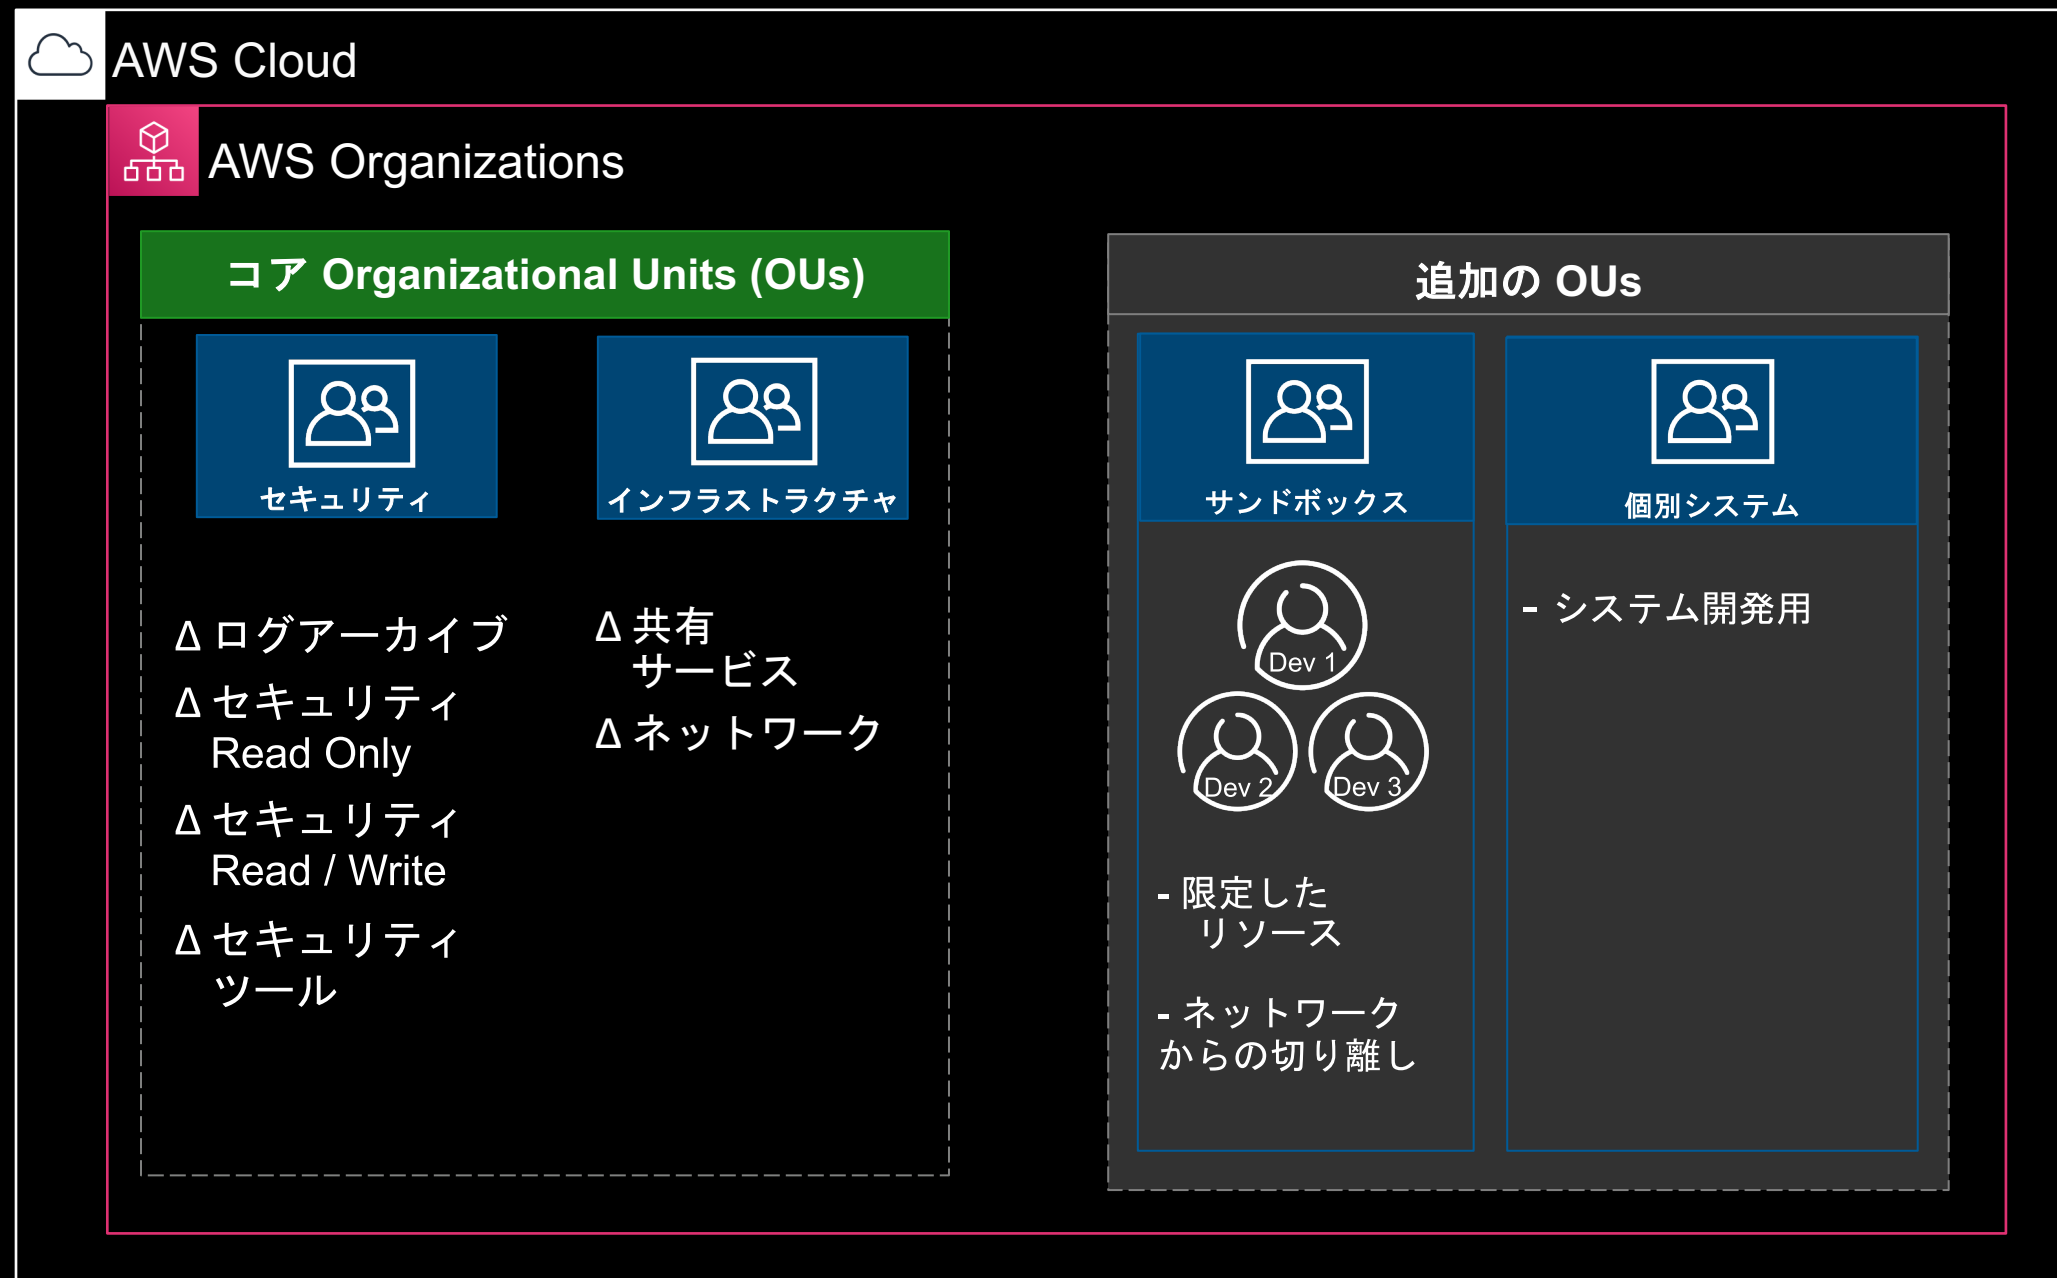 AWS Cloud
AWS Organizations
コア Organizational Units (OUs)
セキュリティ
インフラストラクチャ
Δ ログアーカイブ
Δ セキュリティ
Read Only
Δ セキュリティ
Read / Write
Δ セキュリティ
ツール
Δ 共有
サービス
Δ ネットワーク
追加の OUs
サンドボックス
Dev 1
Dev 2
Dev 3
- 限定した
リソース
- ネットワーク
からの切り離し
個別システム
- システム開発用